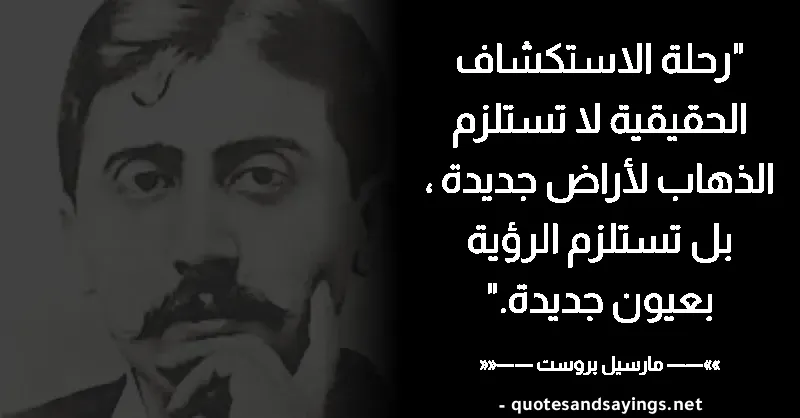 "رحلة الاستكشاف
الحقيقية لا تستلزم
الذهاب لأراض جديدة ،
بل تستلزم الرؤية
بعيون جديدة."
»»—— مارسيل بروست ——««
- quotesandsayings.net